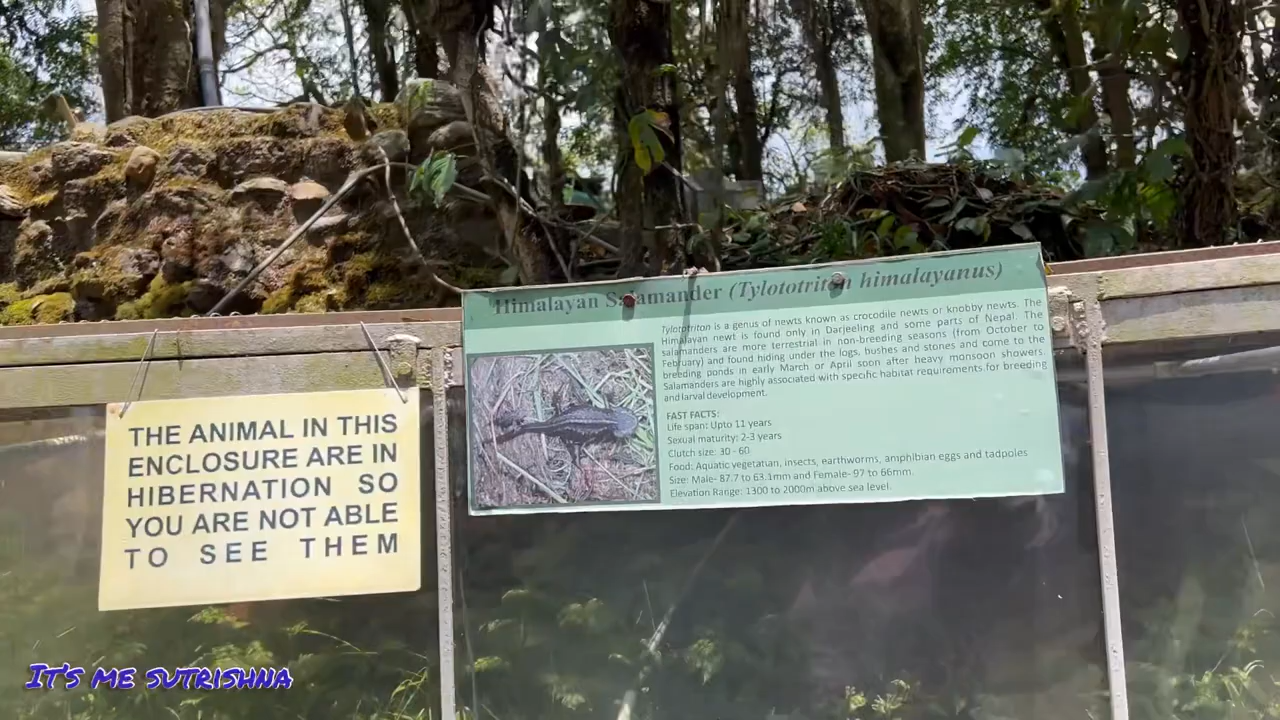 THE ANIMAL IN THIS
ENCLOSURE ARE IN
HIBERNATION SO
YOU ARE NOT ABLE
TO SEE THEM
Himalayan Salamander (Tylototriton himalayanus)
Tylototriton is a genus of newts known as crocodile newts or knobby newts. The
Himalayan newt is found only in Darjeeling and some parts of Nepal. The
salamanders are more terrestrial in non-breeding seasons (from October to
February) and found hiding under the logs, bushes and stones and come to the
breeding ponds in early March or April soon after heavy monsoon showers.
Salamanders are highly associated with specific habitat requirements for breeding
and larval development.
FAST FACTS:
Life span: Upto 11 years
Sexual maturity: 2-3 years
Clutch size: 30 - 60
Food: Aquatic vegetatian, insects, earthworms, amphibian eggs and tadpoles
Size: Male- 87.7 to 63.1mm and Female- 97 to 66mm.
Elevation Range: 1300 to 2000m above sea level.
IT'S ME SUTRISHNA